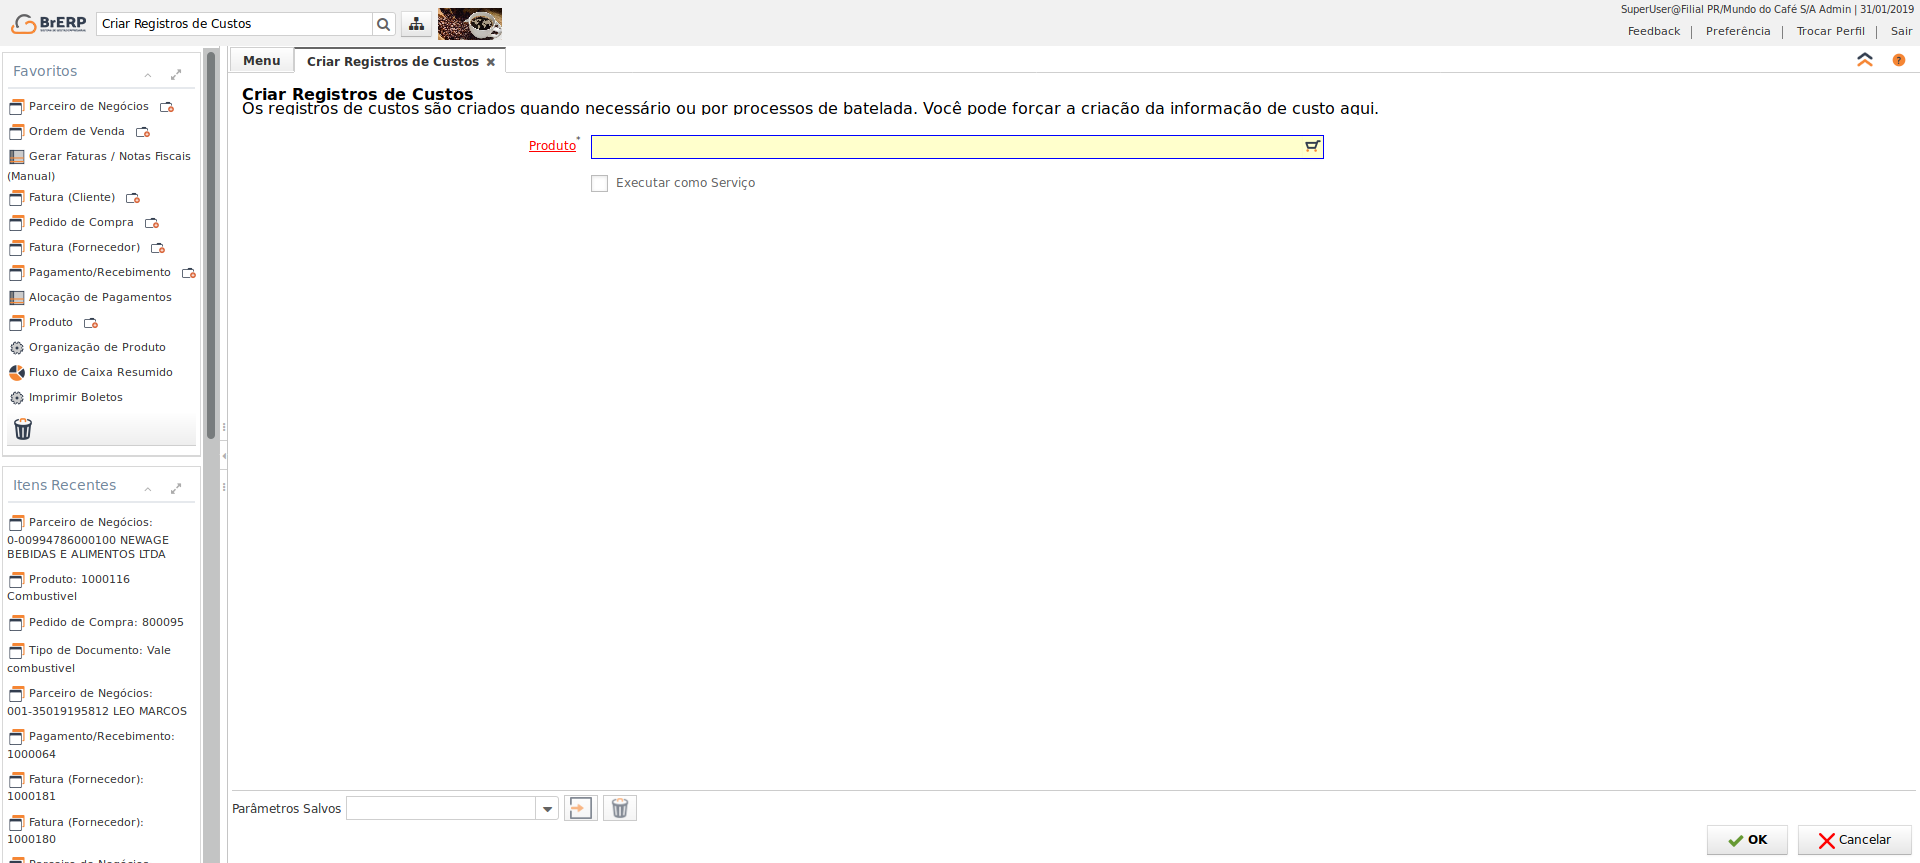 BrERP
Criar Registros de Custos
SuperUser@Filial PR/Mundo do Café S/A Admin | 31/01/2019
Feedback | Preferência | Trocar Perfil | Sair
Favoritos
Parceiro de Negócios
Ordem de Venda
Gerar Faturas / Notas Fiscais
(Manual)
Fatura (Cliente)
Pedido de Compra
Fatura (Fornecedor)
Pagamento/Recebimento
Alocação de Pagamentos
Produto
Organização de Produto
Fluxo de Caixa Resumido
Imprimir Boletos
Itens Recentes
Parceiro de Negócios:
0-00994786000100 NEWAGE
BEBIDAS E ALIMENTOS LTDA
Produto: 1000116
Combustivel
Pedido de Compra: 800095
Tipo de Documento: Vale
combustivel
Parceiro de Negócios:
001-35019195812 LEO MARCOS
Pagamento/Recebimento:
1000064
Fatura (Fornecedor):
1000181
Fatura (Fornecedor):
1000180
Parceiro de Negócios
Menu
Criar Registros de Custos
Criar Registros de Custos
Os registros de custos são criados quando necessário ou por processos de batelada. Você pode forçar a criação da informação de custo aqui.
Produto*
Executar como Serviço
Parâmetros Salvos
OK
Cancelar